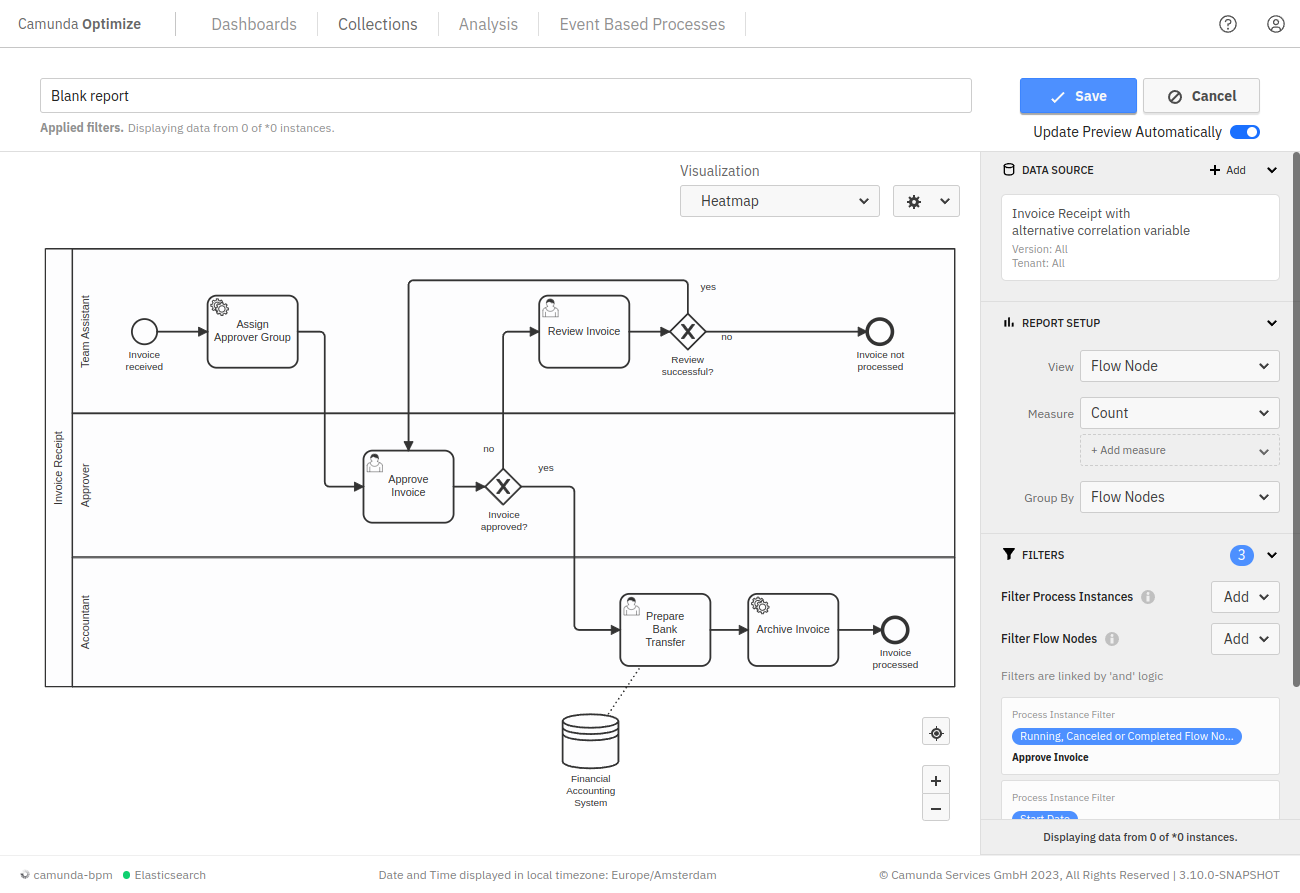 Camunda Optimize
Dashboards
Collections
Analysis
Event Based Processes
Blank report
Save
Cancel
Applied filters. Displaying data from 0 of *0 instances.
Update Preview Automatically
Visualization
Heatmap
Invoice Receipt
Team Assistant
Approver
Accountant
Invoice
received
Assign
Approver Group
Review Invoice
yes
no
Review
successful?
Invoice not
processed
Approve
Invoice
no
yes
Invoice
approved?
Prepare
Bank
Transfer
Archive Invoice
Invoice
processed
Financial
Accounting
System
DATA SOURCE
Add
Invoice Receipt with
alternative correlation variable
Version: All
Tenant: All
REPORT SETUP
View
Flow Node
Measure
Count
+ Add measure
Group By
Flow Nodes
FILTERS
3
Filter Process Instances
Add
Filter Flow Nodes
Add
Filters are linked by 'and' logic
Process Instance Filter
Running, Canceled or Completed Flow No...
Approve Invoice
Process Instance Filter
Start Date
Displaying data from 0 of *0 instances.
camunda-bpm
Elasticsearch
Date and Time displayed in local timezone: Europe/Amsterdam
© Camunda Services GmbH 2023, All Rights Reserved | 3.10.0-SNAPSHOT